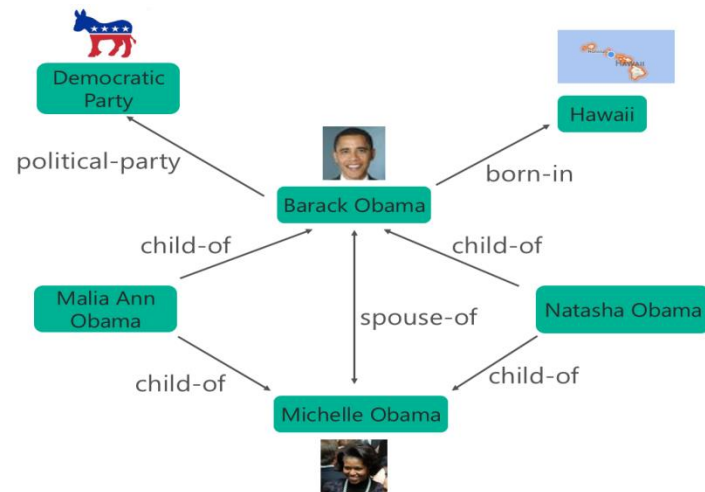 Democratic
Party
HAWAII
Hawaii
political-party
born-in
Barack Obama
child-of
child-of
Malia Ann
Obama
spouse-of
Natasha Obama
child-of
child-of
Michelle Obama